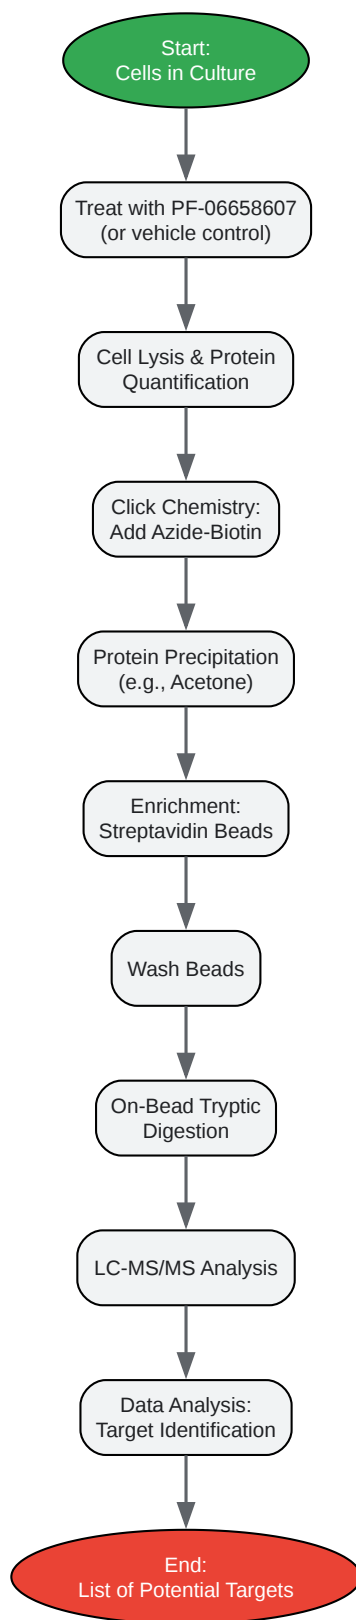 Start:
Cells in Culture
Treat with PF-06658607
(or vehicle control)
Cell Lysis & Protein
Quantification
Click Chemistry:
Add Azide-Biotin
Protein Precipitation
(e.g., Acetone)
Enrichment:
Streptavidin Beads
Wash Beads
On-Bead Tryptic
Digestion
LC-MS/MS Analysis
Data Analysis:
Target Identification
End:
List of Potential Targets